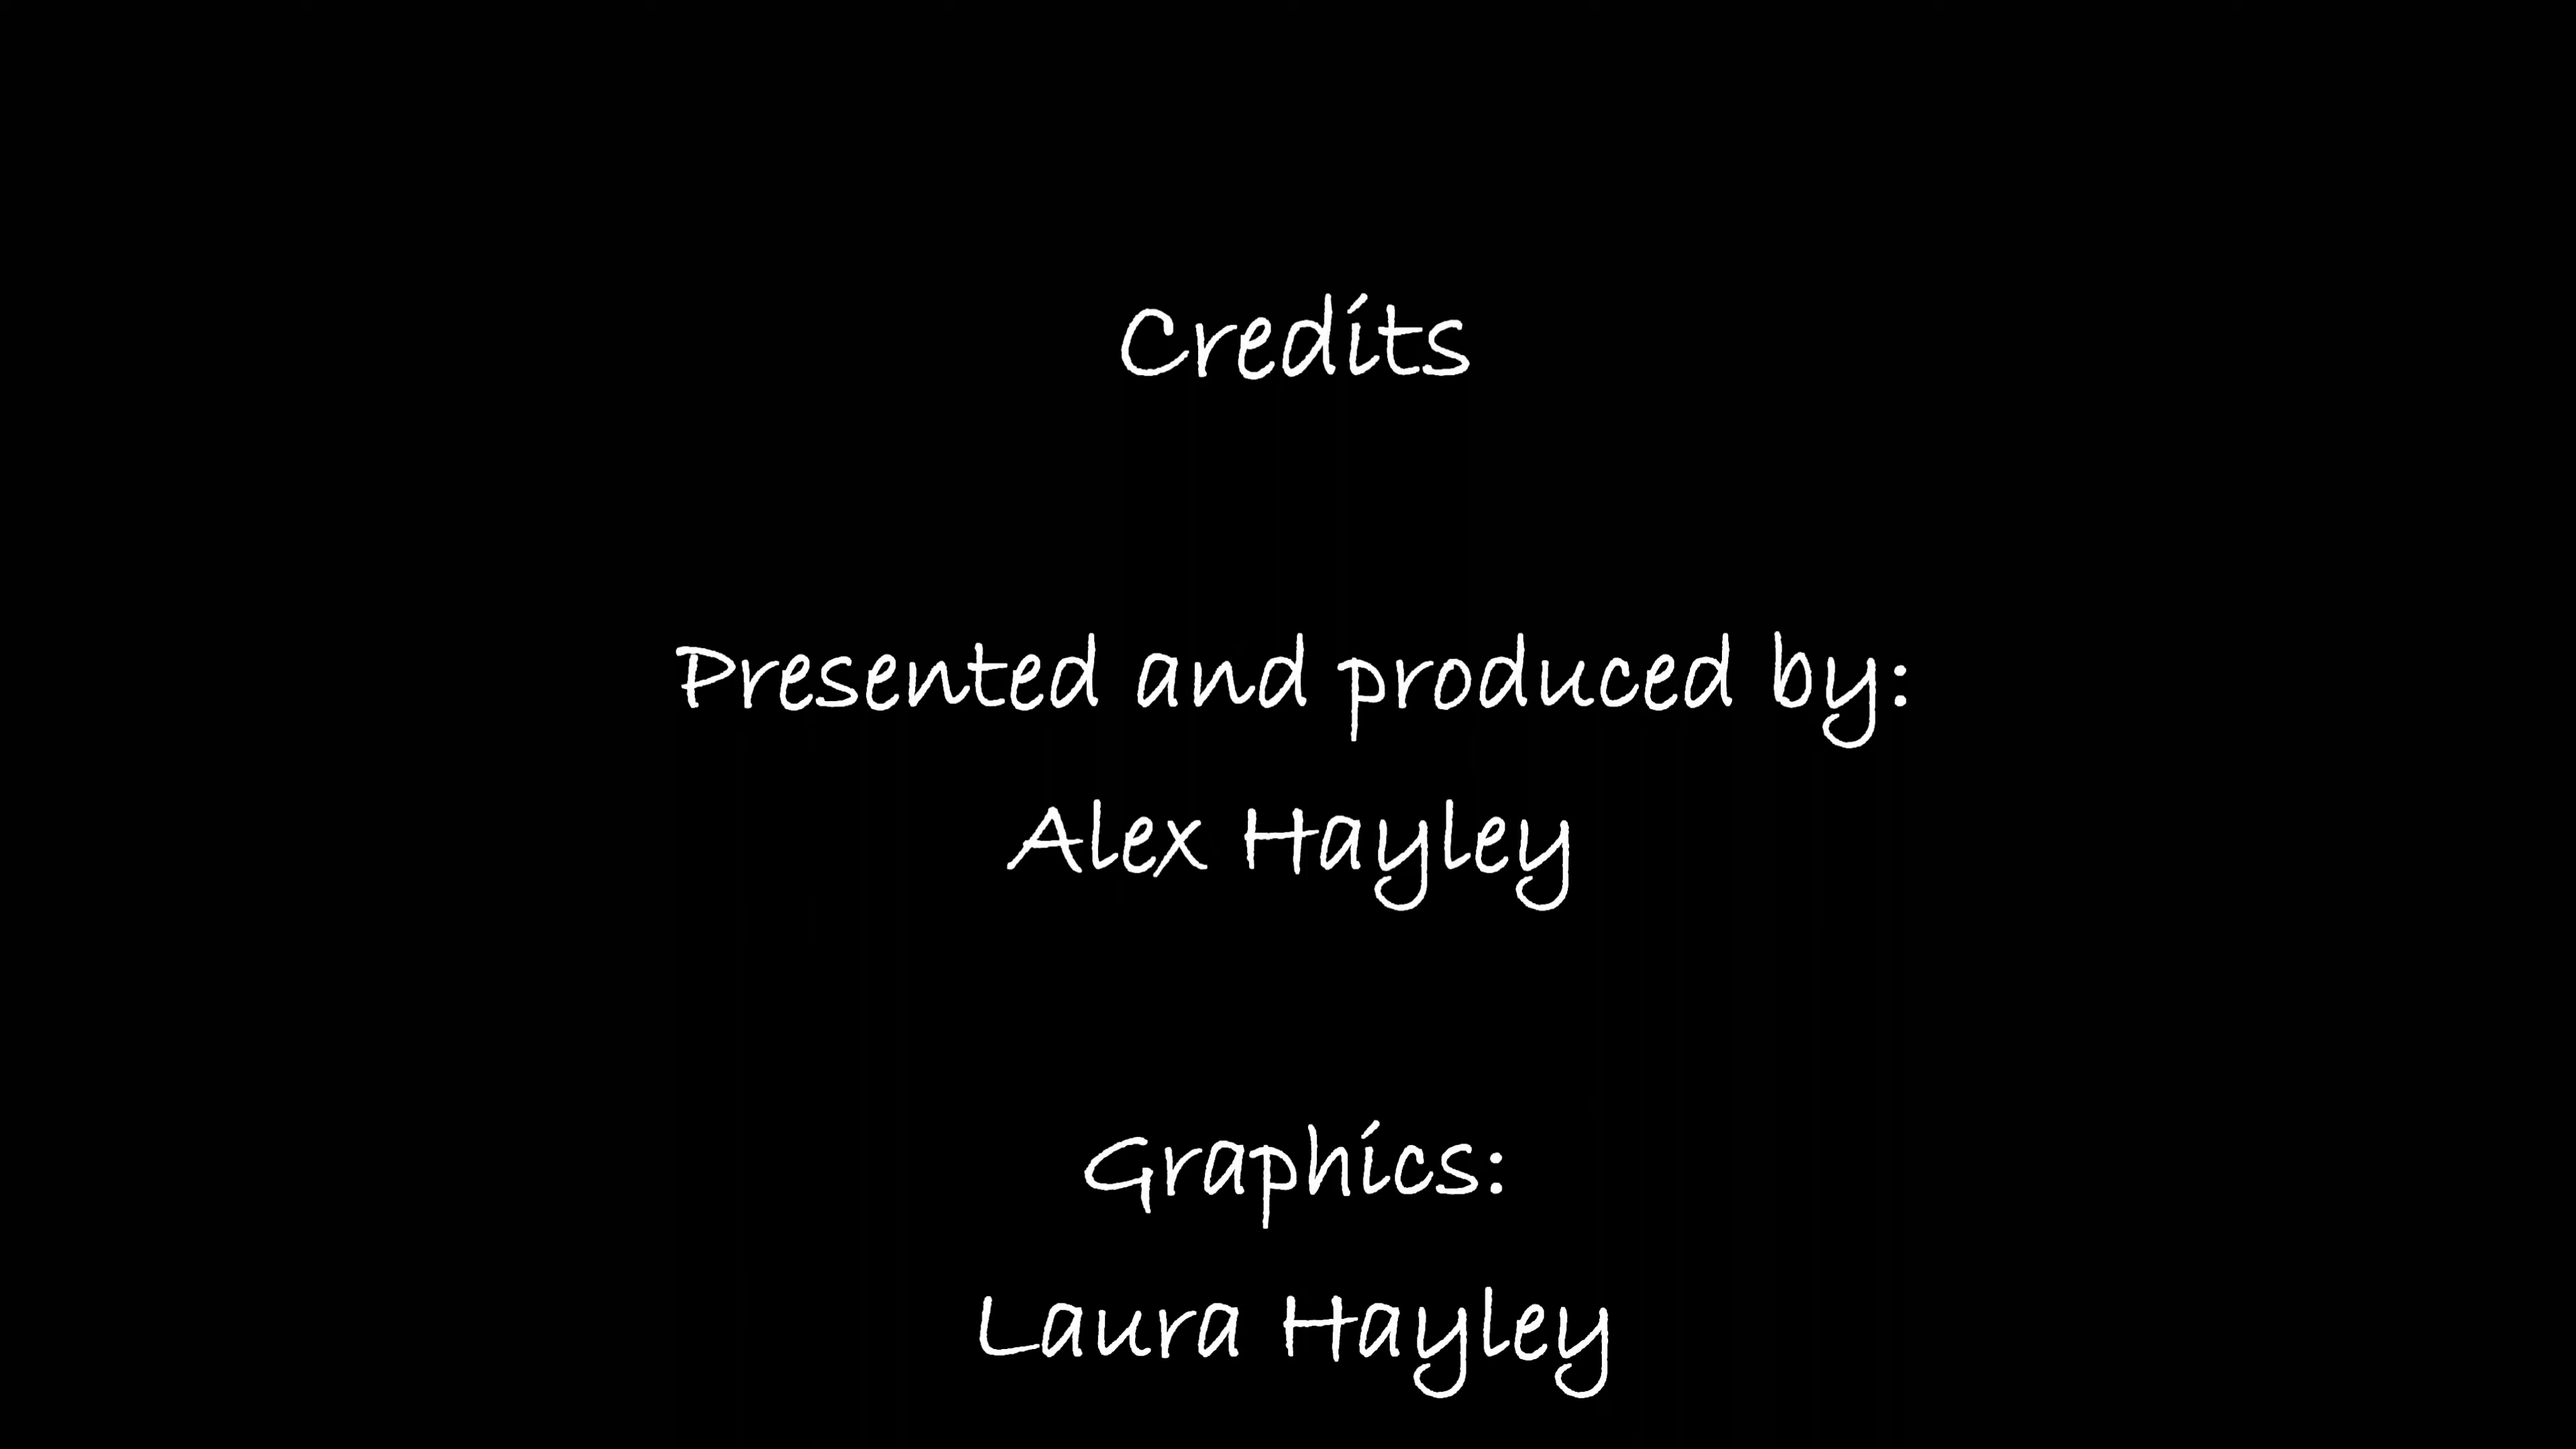 Credits
Presented and produced by:
Alex Hayley
Graphics:
Laura Hayley